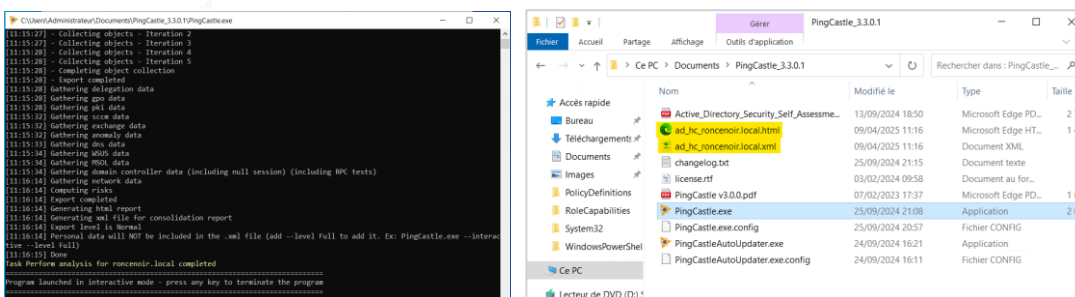 C:\Users\Administrateur\Documents\PingCastle_3.3.0.1\PingCastle.exe
[11:15:27] - Collecting objects - Iteration 2
[11:15:27] - Collecting objects - Iteration 3
[11:15:28] - Collecting objects - Iteration 4
[11:15:28] - Collecting objects - Iteration 5
[11:15:28] - Completing object collection
[11:15:28] - Export completed
[11:15:28] Gathering delegation data
[11:15:28] Gathering gpo data
[11:15:28] Gathering pki data
[11:15:32] Gathering sccm data
[11:15:32] Gathering exchange data
[11:15:32] Gathering anomaly data
[11:15:33] Gathering dns data
[11:15:34] Gathering WSUS data
[11:15:34] Gathering MSOL data
[11:15:34] Gathering domain controller data (including null session) (including RPC tests)
[11:16:14] Gathering network data
[11:16:14] Computing risks
[11:16:14] Export completed
[11:16:14] Generating html report
[11:16:14] Generating xml file for consolidation report
[11:16:14] Export level is Normal
[11:16:14] Personal data will NOT be included in the .xml file (add --level Full to add it. Ex: PingCastle.exe --interac
tive --level Full)
[11:16:15] Done
Task Perform analysis for roncenoir.local completed
Program launched in interactive mode - press any key to terminate the program
Gérer PingCastle_3.3.0.1
Fichier Accueil Partage Affichage Outils d'application
Ce PC > Documents > PingCastle_3.3.0.1 Rechercher dans : PingCastle_...
Nom Modifié le Type Taille
Accès rapide
Bureau
Téléchargements
Documents
Images
PolicyDefinitions
RoleCapabilities
System32
WindowsPowerShel
Ce PC
Lecteur de DVD (D:)
Active_Directory_Security_Self_Assessme... 13/09/2024 18:50 Microsoft Edge PD...
ad_hc_roncenoir.local.html 09/04/2025 11:16 Microsoft Edge HT...
ad_hc_roncenoir.local.xml 09/04/2025 11:16 Document XML
changelog.txt 25/09/2024 21:15 Document texte
license.rtf 03/02/2024 09:58 Document au for...
PingCastle v3.0.0.pdf 07/02/2023 17:37 Microsoft Edge PD...
PingCastle.exe 25/09/2024 21:08 Application
PingCastle.exe.config 25/09/2024 20:57 Fichier CONFIG
PingCastleAutoUpdater.exe 24/09/2024 16:21 Application
PingCastleAutoUpdater.exe.config 24/09/2024 16:11 Fichier CONFIG